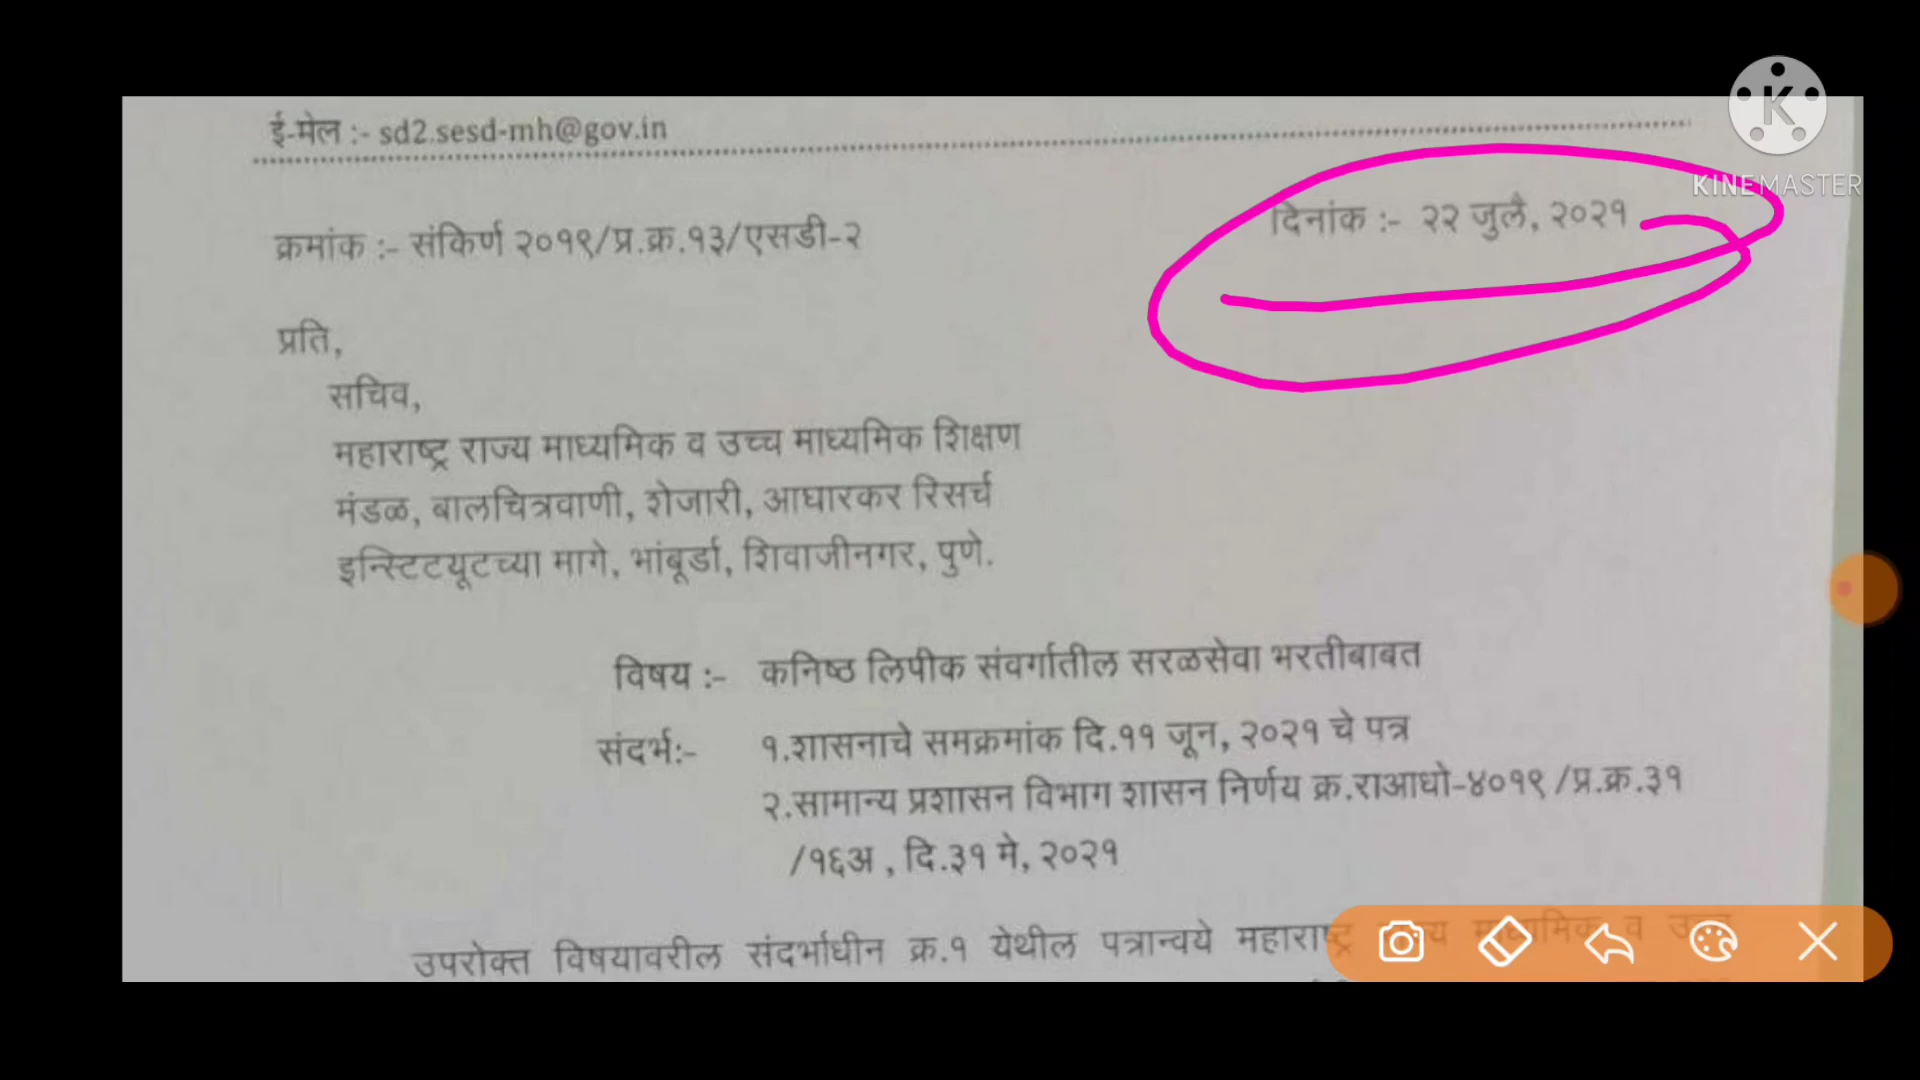 ई-मेल :- sd2.sesd-mh@gov.in
क्रमांक :- संकिर्ण २०१९/प्र.क्र.१३/एसडी-२
दिनांक :- २२ जुलै, २०२१
प्रति,
सचिव,
महाराष्ट्र राज्य माध्यमिक व उच्च माध्यमिक शिक्षण
मंडळ, बालचित्रवाणी, शेजारी, आघारकर रिसर्च
इन्स्टिटयूटच्या मागे, भांबूर्डा, शिवाजीनगर, पुणे.
विषय :- कनिष्ठ लिपीक संवर्गातील सरळसेवा भरतीबाबत
संदर्भ:- १.शासनाचे समक्रमांक दि.११ जून, २०२१ चे पत्र
२.सामान्य प्रशासन विभाग शासन निर्णय क्र.राआधो-४०१९ /प्र.क्र.३१
/१६अ , दि.३१ मे, २०२१
उपरोक्त विषयावरील संदर्भाधीन क्र.१ येथील पत्रान्वये महाराष्ट्र राज्य माध्यमिक व उच्च
K
KINEMASTER